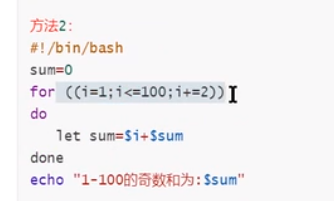 方法2:
#!/bin/bash
sum=0
for ((i=1;i<=100;i+=2))
do
   let sum=$i+$sum
done
echo "1-100的奇数和为:$sum"